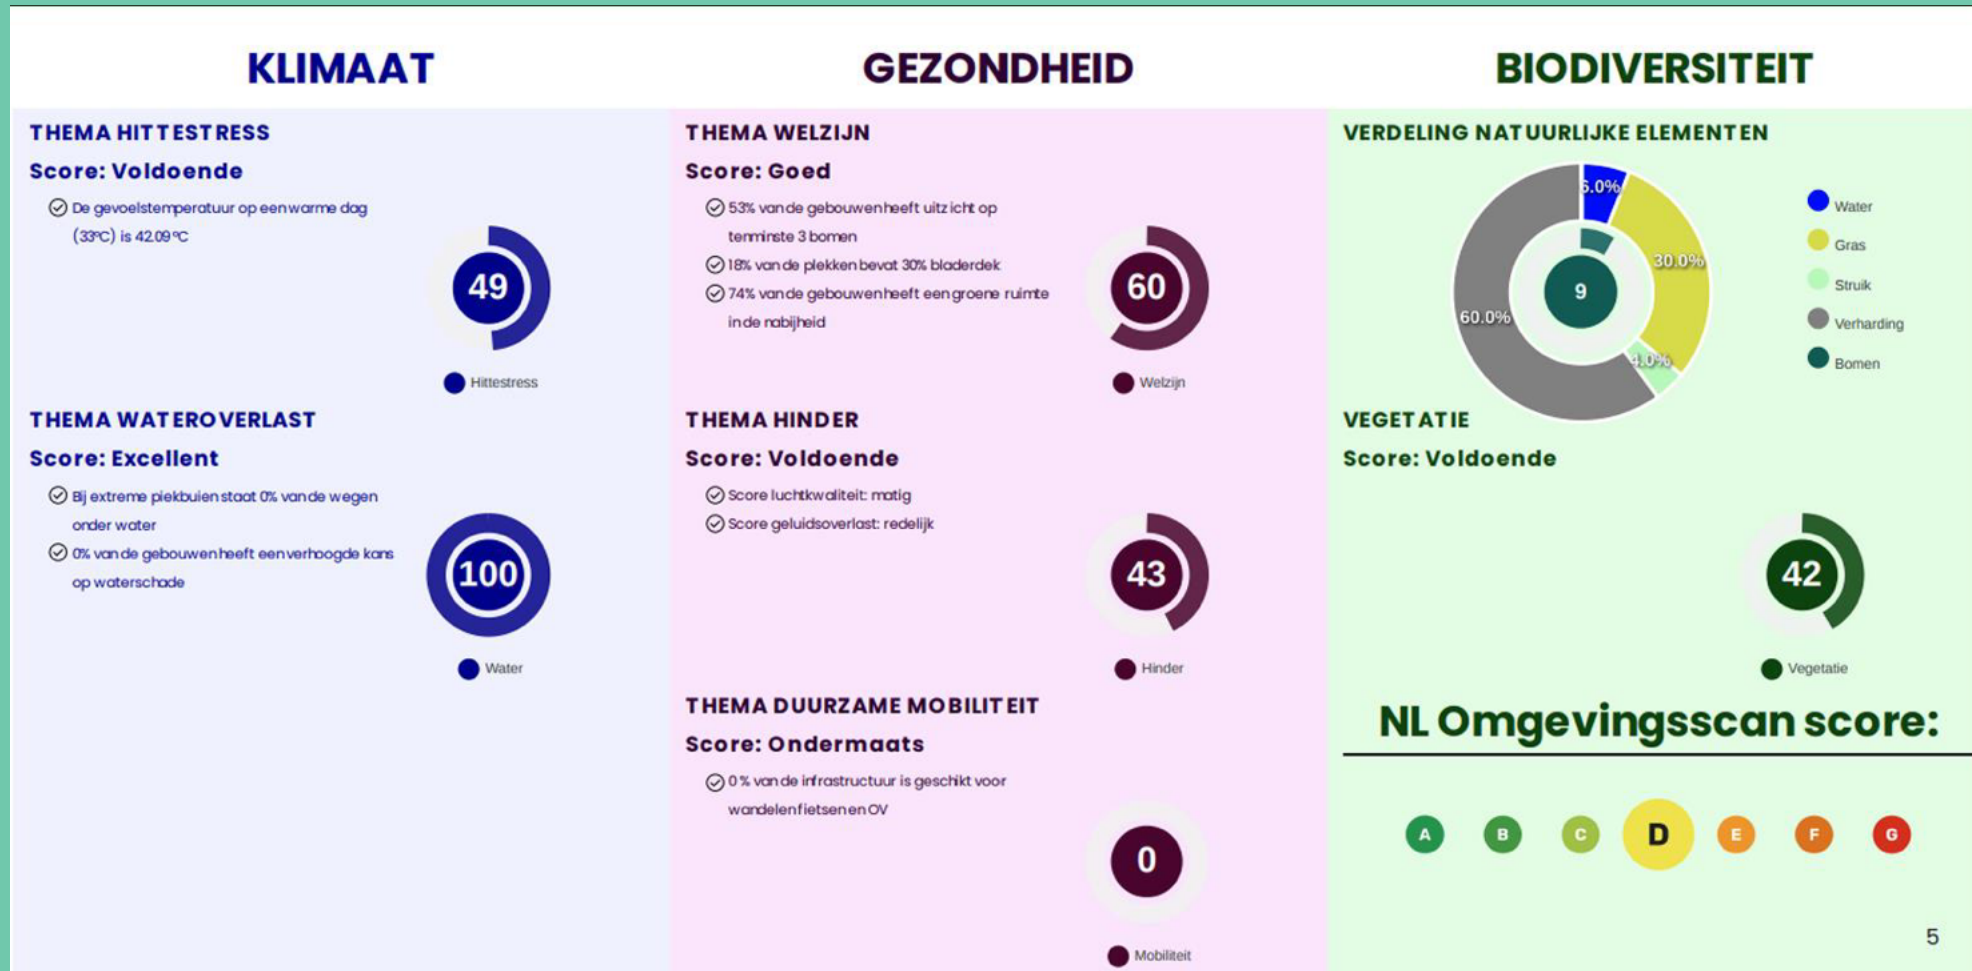 KLIMAAT
THEMA HITTESTRESS
Score: Voldoende
De gevoelstemperatuur op een warme dag
(33°C) is 42.09 °C
49
Hittestress
THEMA WATEROVERLAST
Score: Excellent
Bij extreme piekbuien staat 0% van de wegen
onder water
0% van de gebouwen heeft een verhoogde kans
op waterschade
100
Water
GEZONDHEID
THEMA WELZIJN
Score: Goed
53% van de gebouwen heeft uitzicht op
tenminste 3 bomen
18% van de plekken bevat 30% bladerdek
74% van de gebouwen heeft een groene ruimte
in de nabijheid
60
Welzijn
THEMA HINDER
Score: Voldoende
Score luchtkwaliteit: matig
Score geluidsoverlast: redelijk
43
Hinder
THEMA DUURZAME MOBILITEIT
Score: Ondermaats
0 % van de infrastructuur is geschikt voor
wandelen fietsen en OV
0
Mobiliteit
BIODIVERSITEIT
VERDELING NATUURLIJKE ELEMENTEN
6.0%
30.0%
4.0%
60.0%
9
Water
Gras
Struik
Verharding
Bomen
VEGETATIE
Score: Voldoende
42
Vegetatie
NL Omgevingsscan score:
A B C D E F G
5